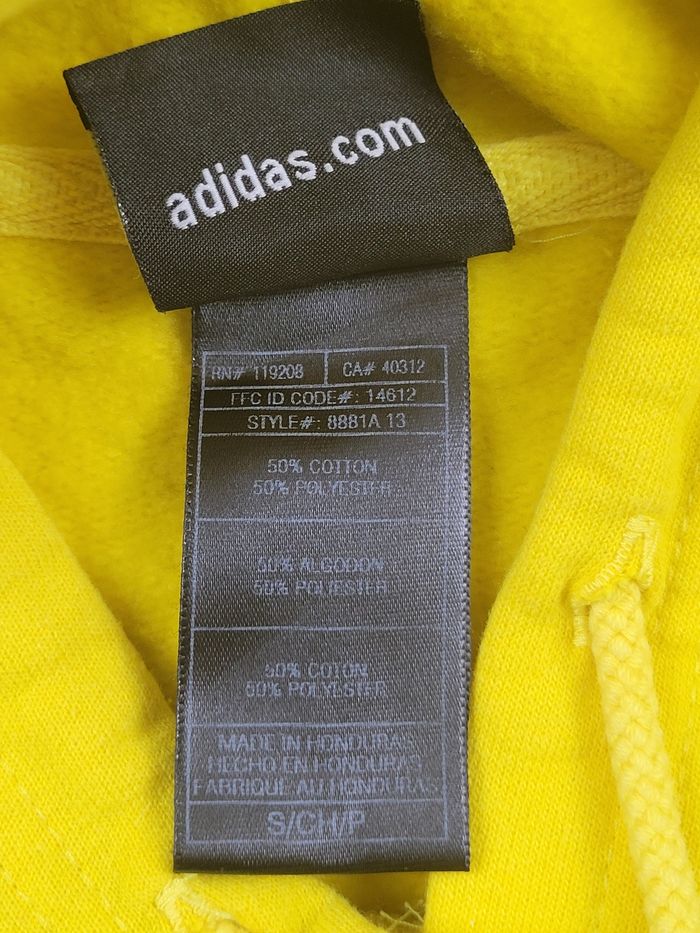 adidas.com
RN# 119208 CA# 40312
FFC ID CODE#: 14612
STYLE#: 8881A 13
50% COTTON
50% POLYESTER
50% ALGODON
50% POLIESTER
50% COTON
50% POLYESTER
MADE IN HONDURAS
HECHO EN HONDURAS
FABRIQUE AU HONDURAS
S/CH/P